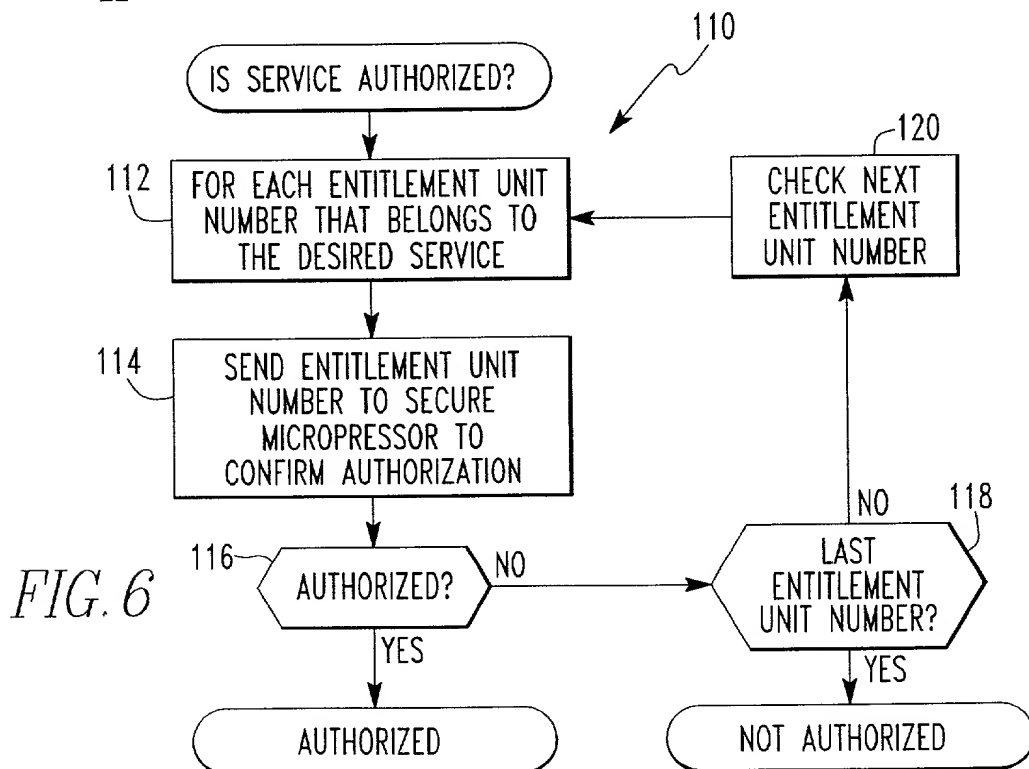 110
IS SERVICE AUTHORIZED?
112
FOR EACH ENTITLEMENT UNIT
NUMBER THAT BELONGS TO
THE DESIRED SERVICE
120
CHECK NEXT
ENTITLEMENT
UNIT NUMBER
114
SEND ENTITLEMENT UNIT
NUMBER TO SECURE
MICROPRESSOR TO
CONFIRM AUTHORIZATION
116
AUTHORIZED?
NO
NO
118
LAST
ENTITLEMENT
UNIT NUMBER?
FIG. 6
YES
YES
AUTHORIZED
NOT AUTHORIZED